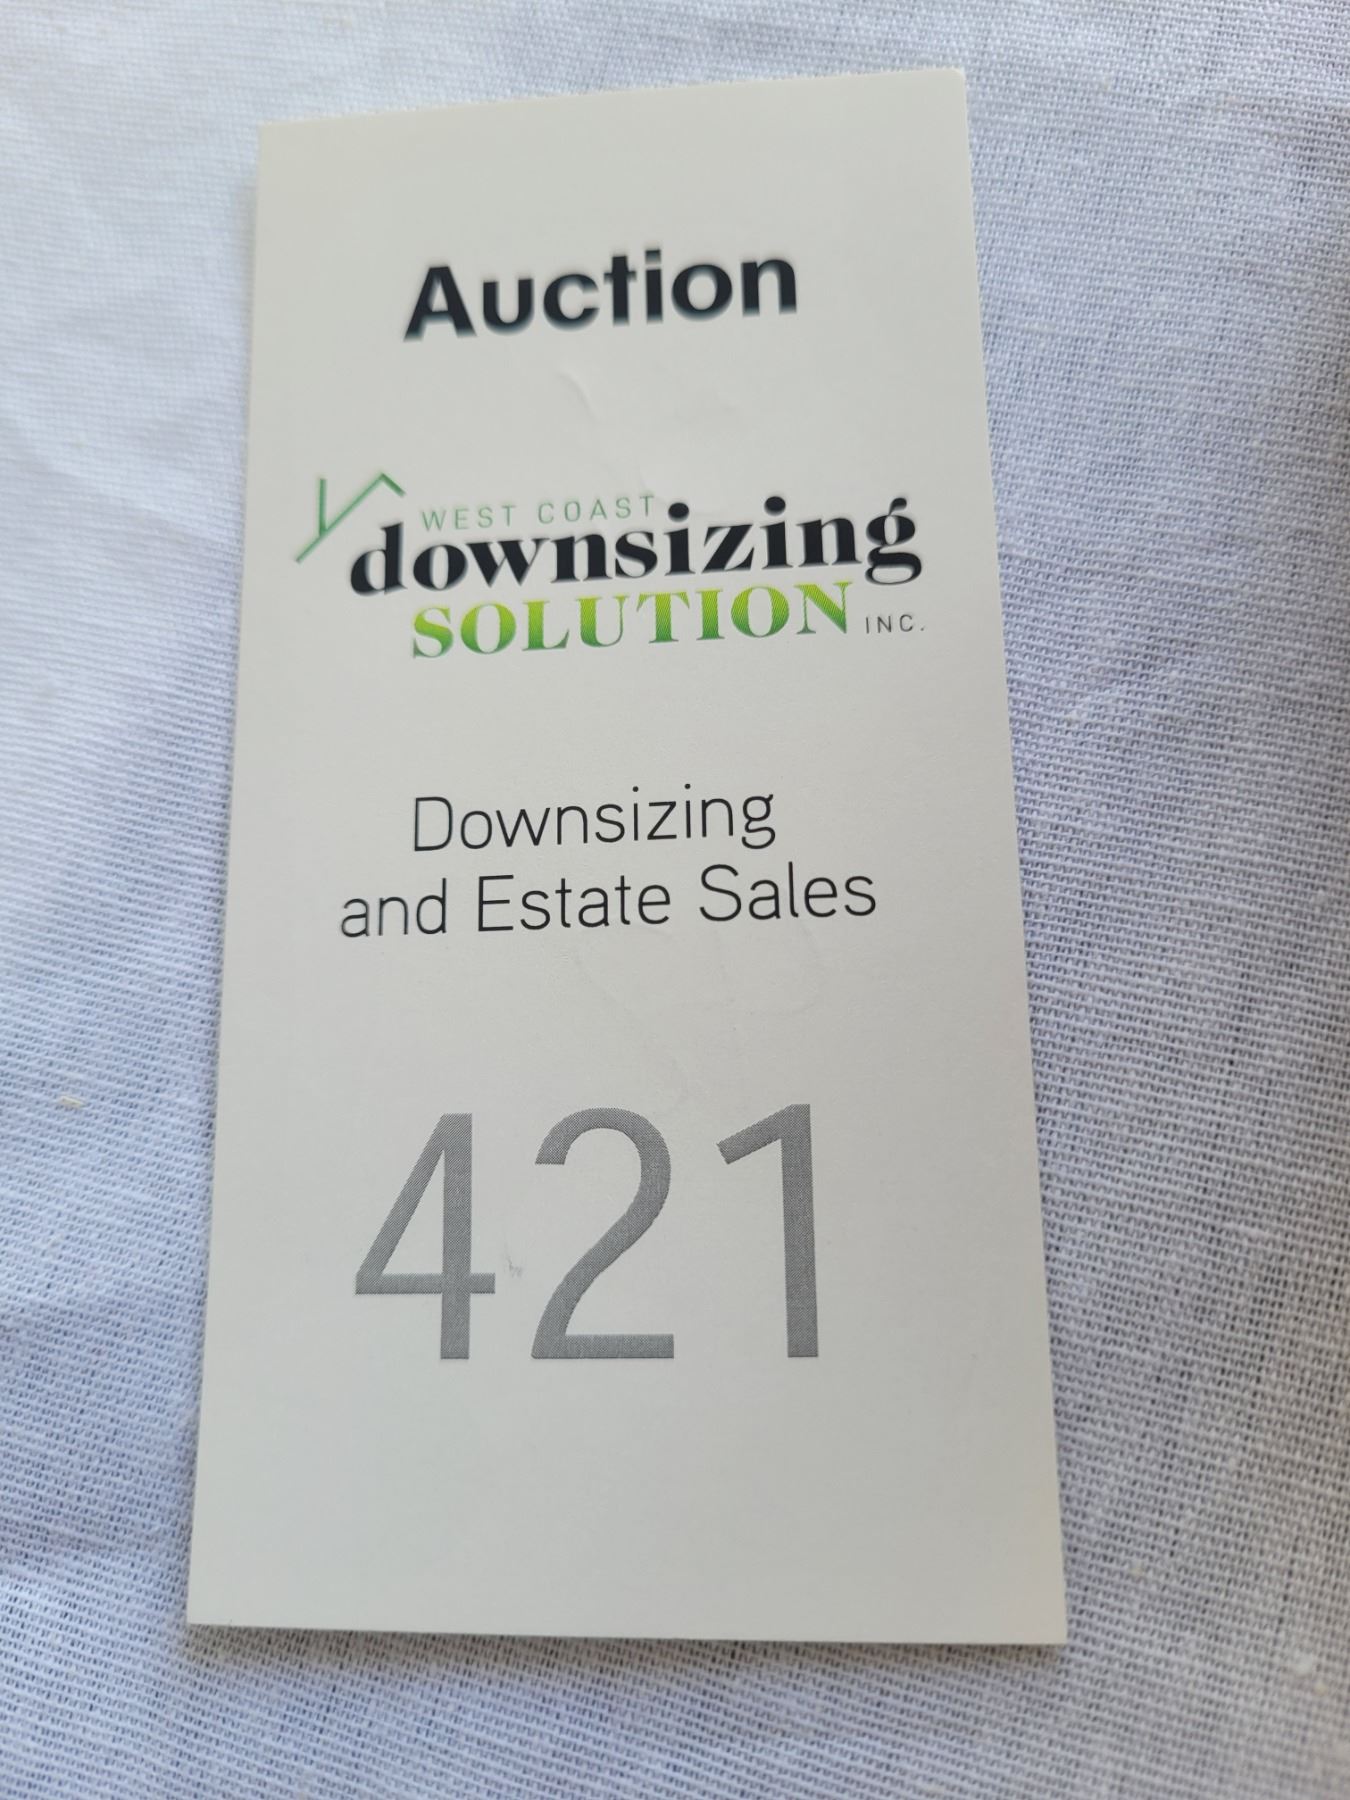 Auction
WEST COAST
downsizing
SOLUTION INC.
Downsizing
and Estate Sales
421